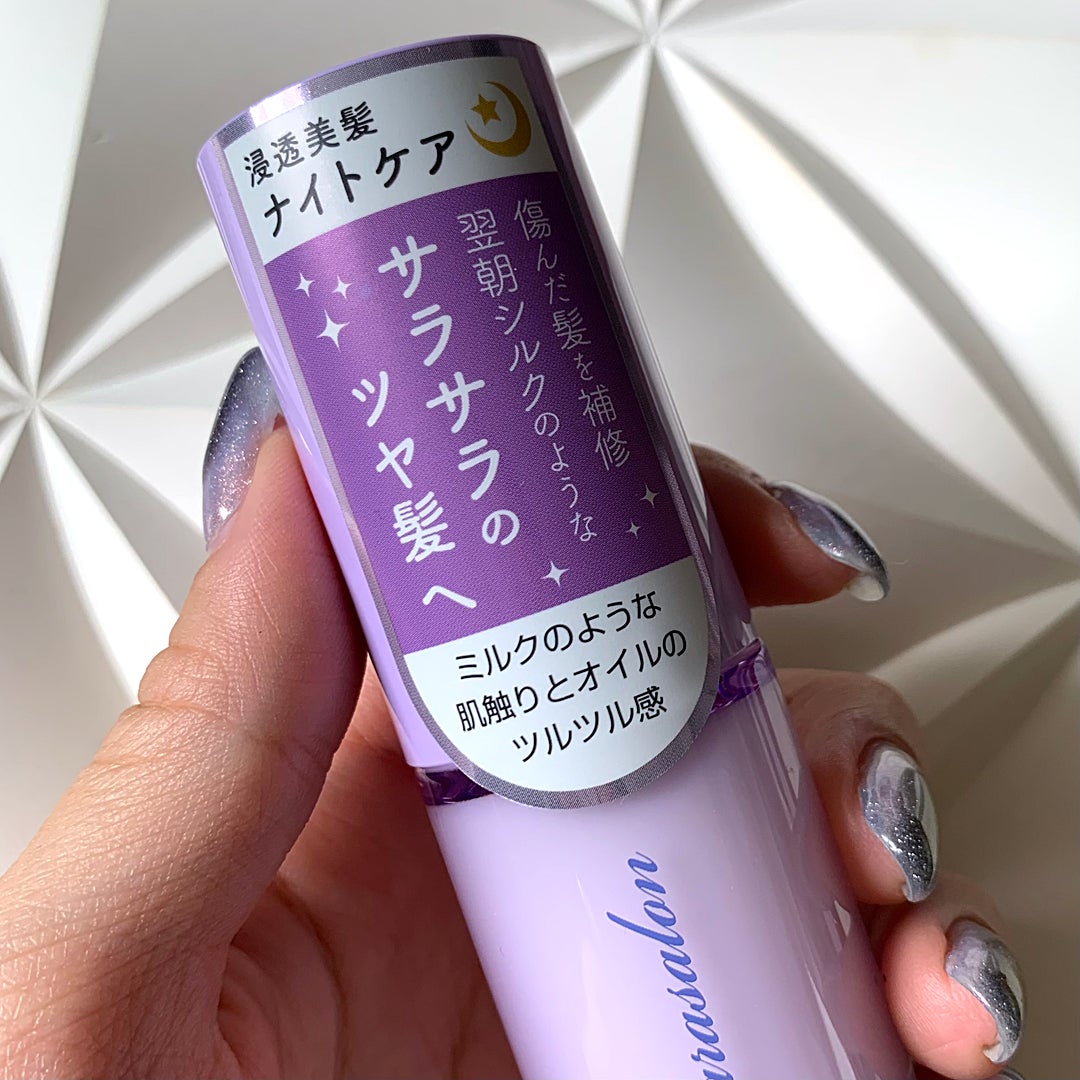 浸透美髪
ナイトケア
傷んだ髪を補修
翌朝シルクのような
サラサラの
ツヤ髪へ
ミルクのような
肌触りとオイルの
ツルツル感